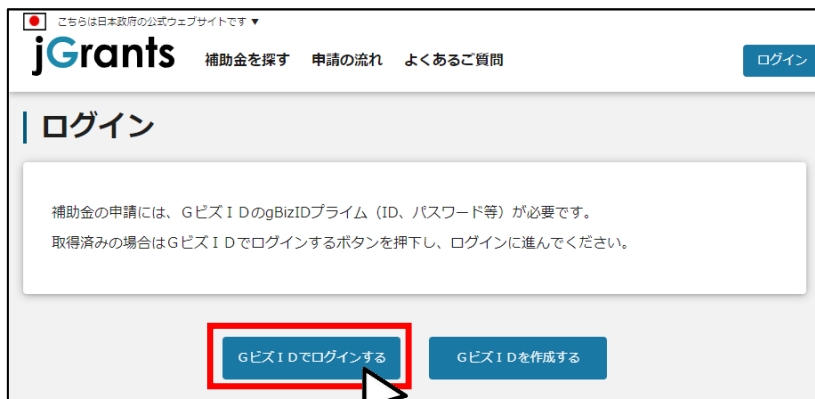 こちらは日本政府の公式ウェブサイトです ▼
jGrants 補助金を探す 申請の流れ よくあるご質問 ログイン
ログイン
補助金の申請には、GビズIDのgBizIDプライム（ID、パスワード等）が必要です。
取得済みの場合はGビズIDでログインするボタンを押下し、ログインに進んでください。
GビズIDでログインする GビズIDを作成する